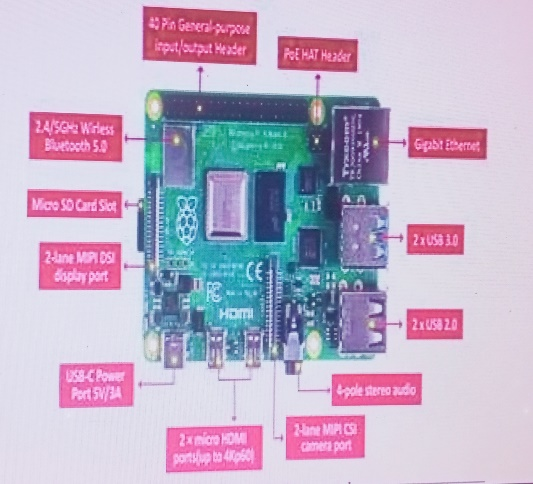 40 Pin General-purpose
input/output Header
PoE HAT Header
2.4/5GHz Wirless
Bluetooth 5.0
Gigabit Ethernet
Micro SD Card Slot
2 x USB 3.0
2-lane MIPI DSI
display port
HDMI
2 x USB 2.0
USB-C Power
Port 5V/3A
4-pole stereo audio
2 × micro HDMI
ports(up to 4Kp60)
2-lane MIPI CSI
camera port